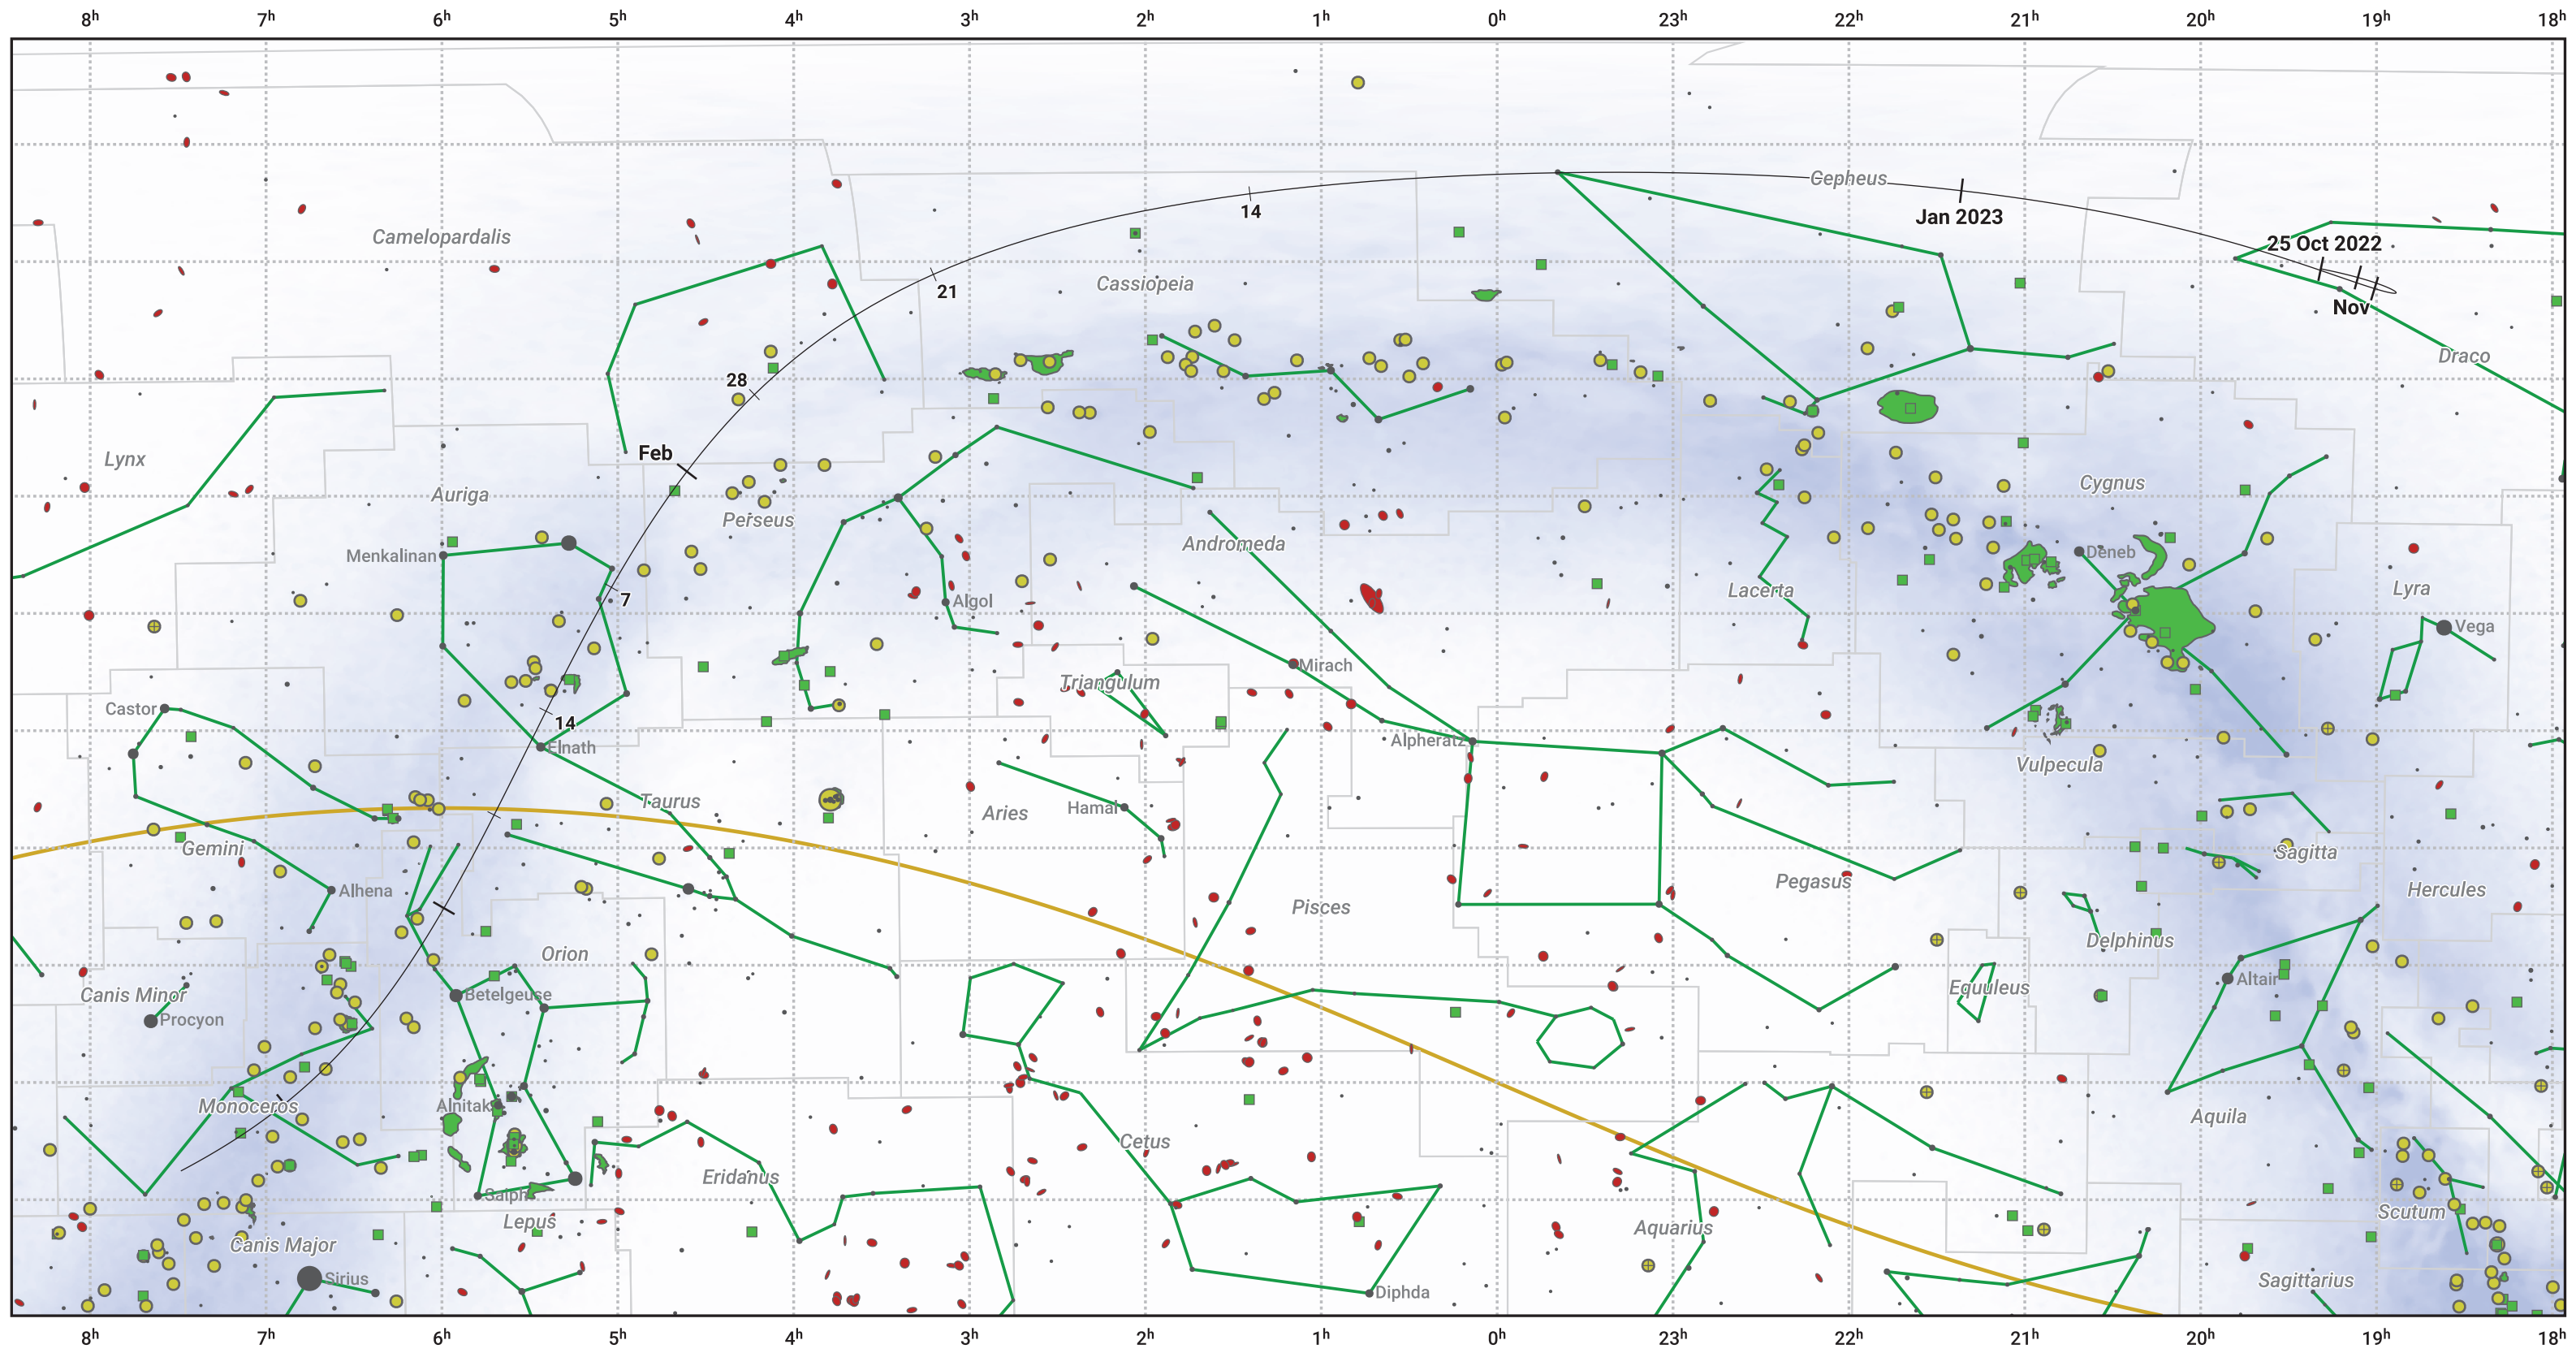 8ʰ 7ʰ 6ʰ 5ʰ 4ʰ 3ʰ 2ʰ 1ʰ 0ʰ 23ʰ 22ʰ 21ʰ 20ʰ 19ʰ 18ʰ
Cepheus
14
Jan 2023
Camelopardalis
25 Oct 2022
Cassiopeia
21
Nov
Draco
28
Feb
Lynx
Auriga
Cygnus
Perseus
Andromeda
Menkalinan
Deneb
Lacerta
Lyra
7
Algol
Vega
Mirach
Triangulum
Castor
14
Elnath
Alpheratz
Vulpecula
Taurus
Aries
Hamal
Gemini
Sagitta
Alhena
Pegasus
Hercules
Pisces
Orion
Delphinus
Altair
Canis Minor
Betelgeuse
Equuleus
Procyon
Monoceros
Alnitak
Aquila
Cetus
Eridanus
Saiph
Lepus
Scutum
Aquarius
Canis Major
Sirius
Sagittarius
Diphda
8ʰ 7ʰ 6ʰ 5ʰ 4ʰ 3ʰ 2ʰ 1ʰ 0ʰ 23ʰ 22ʰ 21ʰ 20ʰ 19ʰ 18ʰ